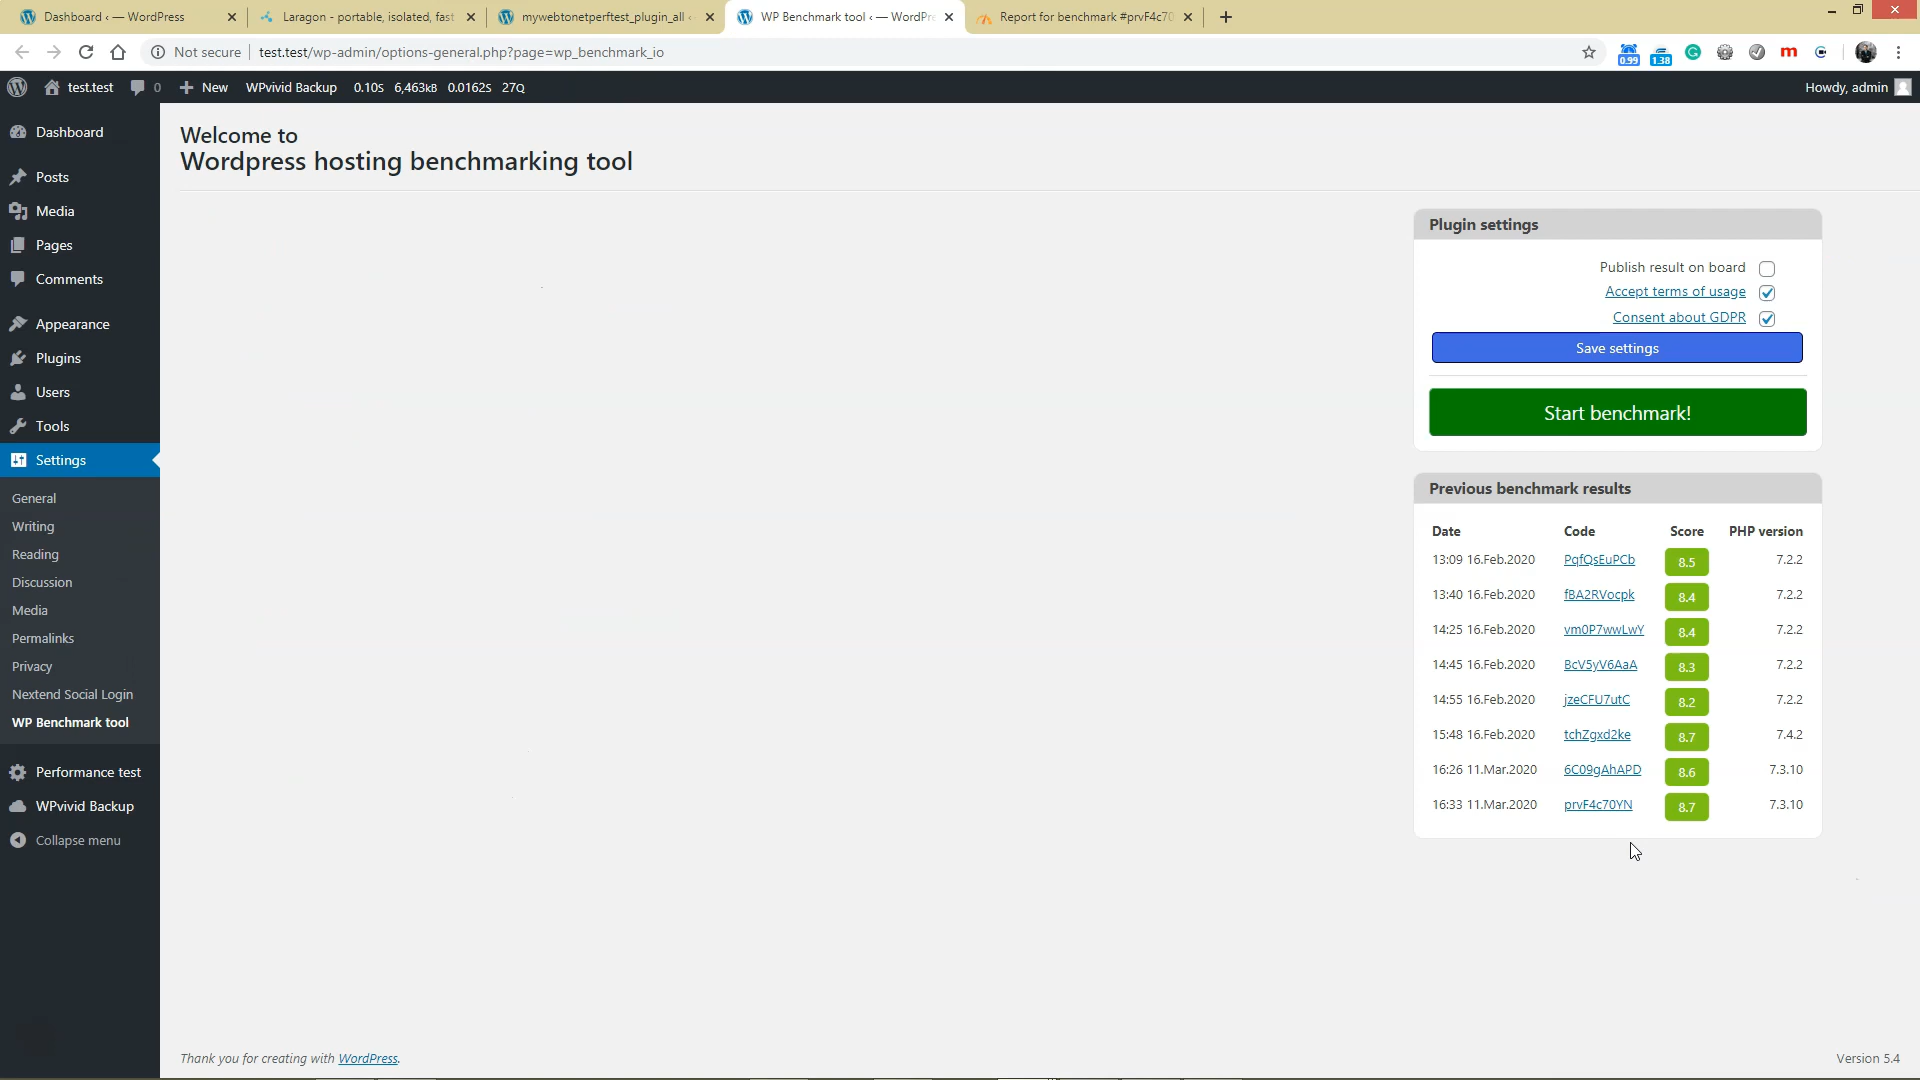 Dashboard ‹ — WordPress
Laragon - portable, isolated, fast
mywebtonetperftest_plugin_all ‹
WP Benchmark tool ‹ — WordPre
Report for benchmark #prvF4c70
Not secure
test.test/wp-admin/options-general.php?page=wp_benchmark_io
0.99
1.38
test.test
0
New
WPvivid Backup
0.10S 6,463KB 0.0162S 27Q
Howdy, admin
Dashboard
Posts
Media
Pages
Comments
Appearance
Plugins
Users
Tools
Settings
General
Writing
Reading
Discussion
Media
Permalinks
Privacy
Nextend Social Login
WP Benchmark tool
Performance test
WPvivid Backup
Collapse menu
Welcome to
Wordpress hosting benchmarking tool
Plugin settings
Publish result on board
Accept terms of usage
Consent about GDPR
Save settings
Start benchmark!
Previous benchmark results
Date Code Score PHP version
13:09 16.Feb.2020 PqfQsEuPCb 8.5 7.2.2
13:40 16.Feb.2020 fBA2RVocpk 8.4 7.2.2
14:25 16.Feb.2020 vm0P7wwLwY 8.4 7.2.2
14:45 16.Feb.2020 BcV5yV6AaA 8.3 7.2.2
14:55 16.Feb.2020 jzeCFU7utC 8.2 7.2.2
15:48 16.Feb.2020 tchZgxd2ke 8.7 7.4.2
16:26 11.Mar.2020 6C09gAhAPD 8.6 7.3.10
16:33 11.Mar.2020 prvF4c70YN 8.7 7.3.10
Thank you for creating with WordPress.
Version 5.4